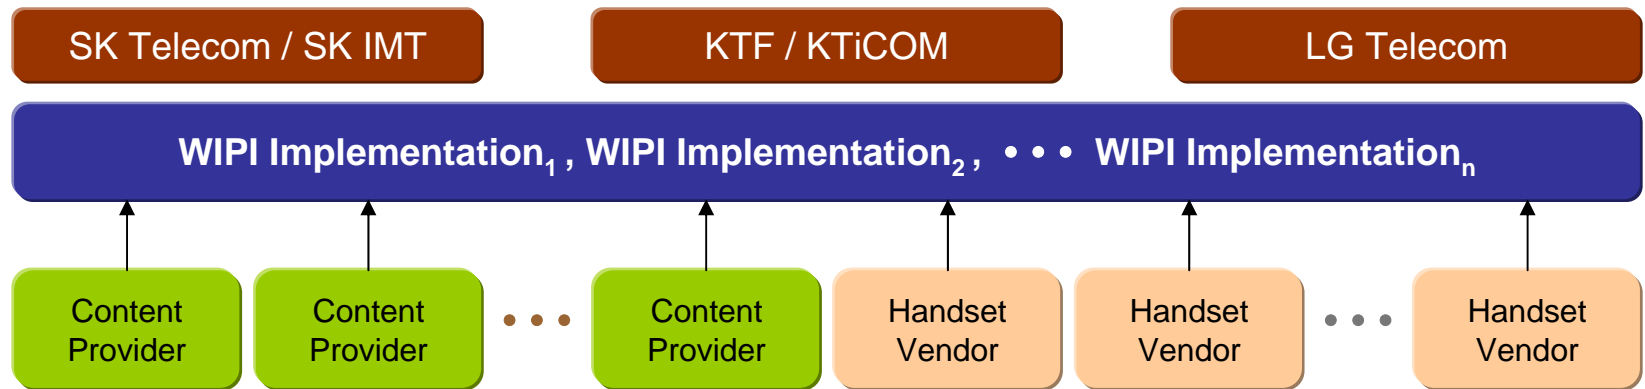 SK Telecom / SK IMT
KTF / KTiCOM
LG Telecom
WIPI Implementation1 , WIPI Implementation2 , • • • WIPI Implementationn
Content
Provider
Content
Provider
• • •
Content
Provider
Handset
Vendor
Handset
Vendor
• • •
Handset
Vendor